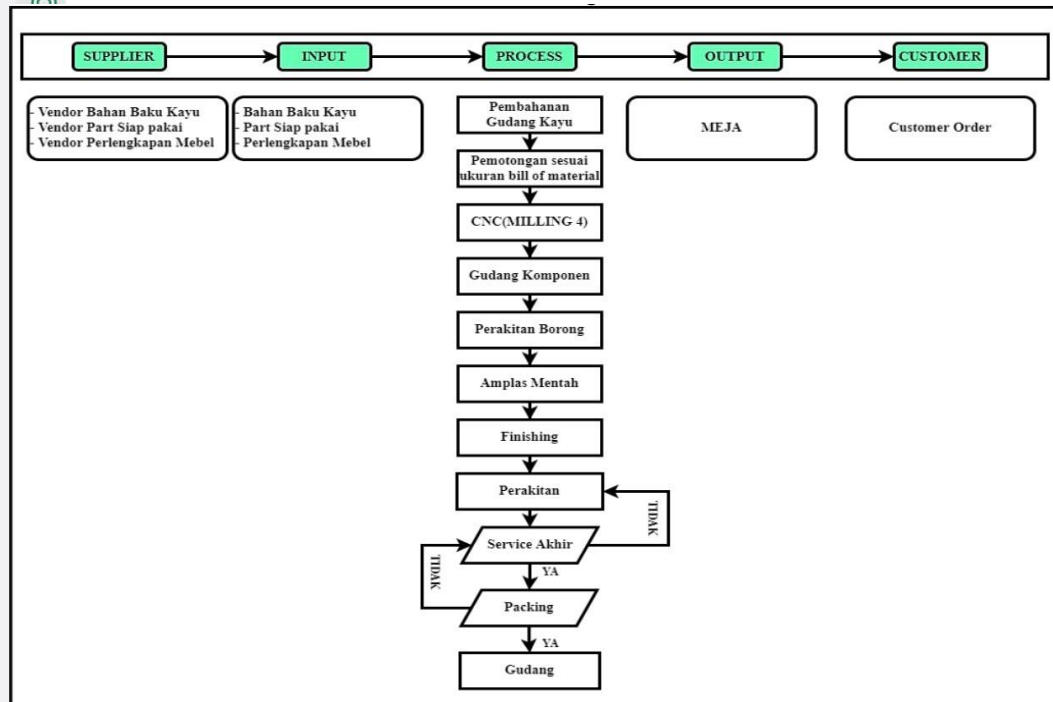 SUPPLIER
INPUT
PROCESS
OUTPUT
CUSTOMER
- Vendor Bahan Baku Kayu
- Vendor Part Siap pakai
- Vendor Perlengkapan Mebel
- Bahan Baku Kayu
- Part Siap pakai
- Perlengkapan Mebel
Pembahanan
Gudang Kayu
MEJA
Customer Order
Pemotongan sesuai
ukuran bill of material
CNC(MILLING 4)
Gudang Komponen
Perakitan Borong
Amplas Mentah
Finishing
Perakitan
TIDAK
Service Akhir
TIDAK
YA
Packing
YA
Gudang